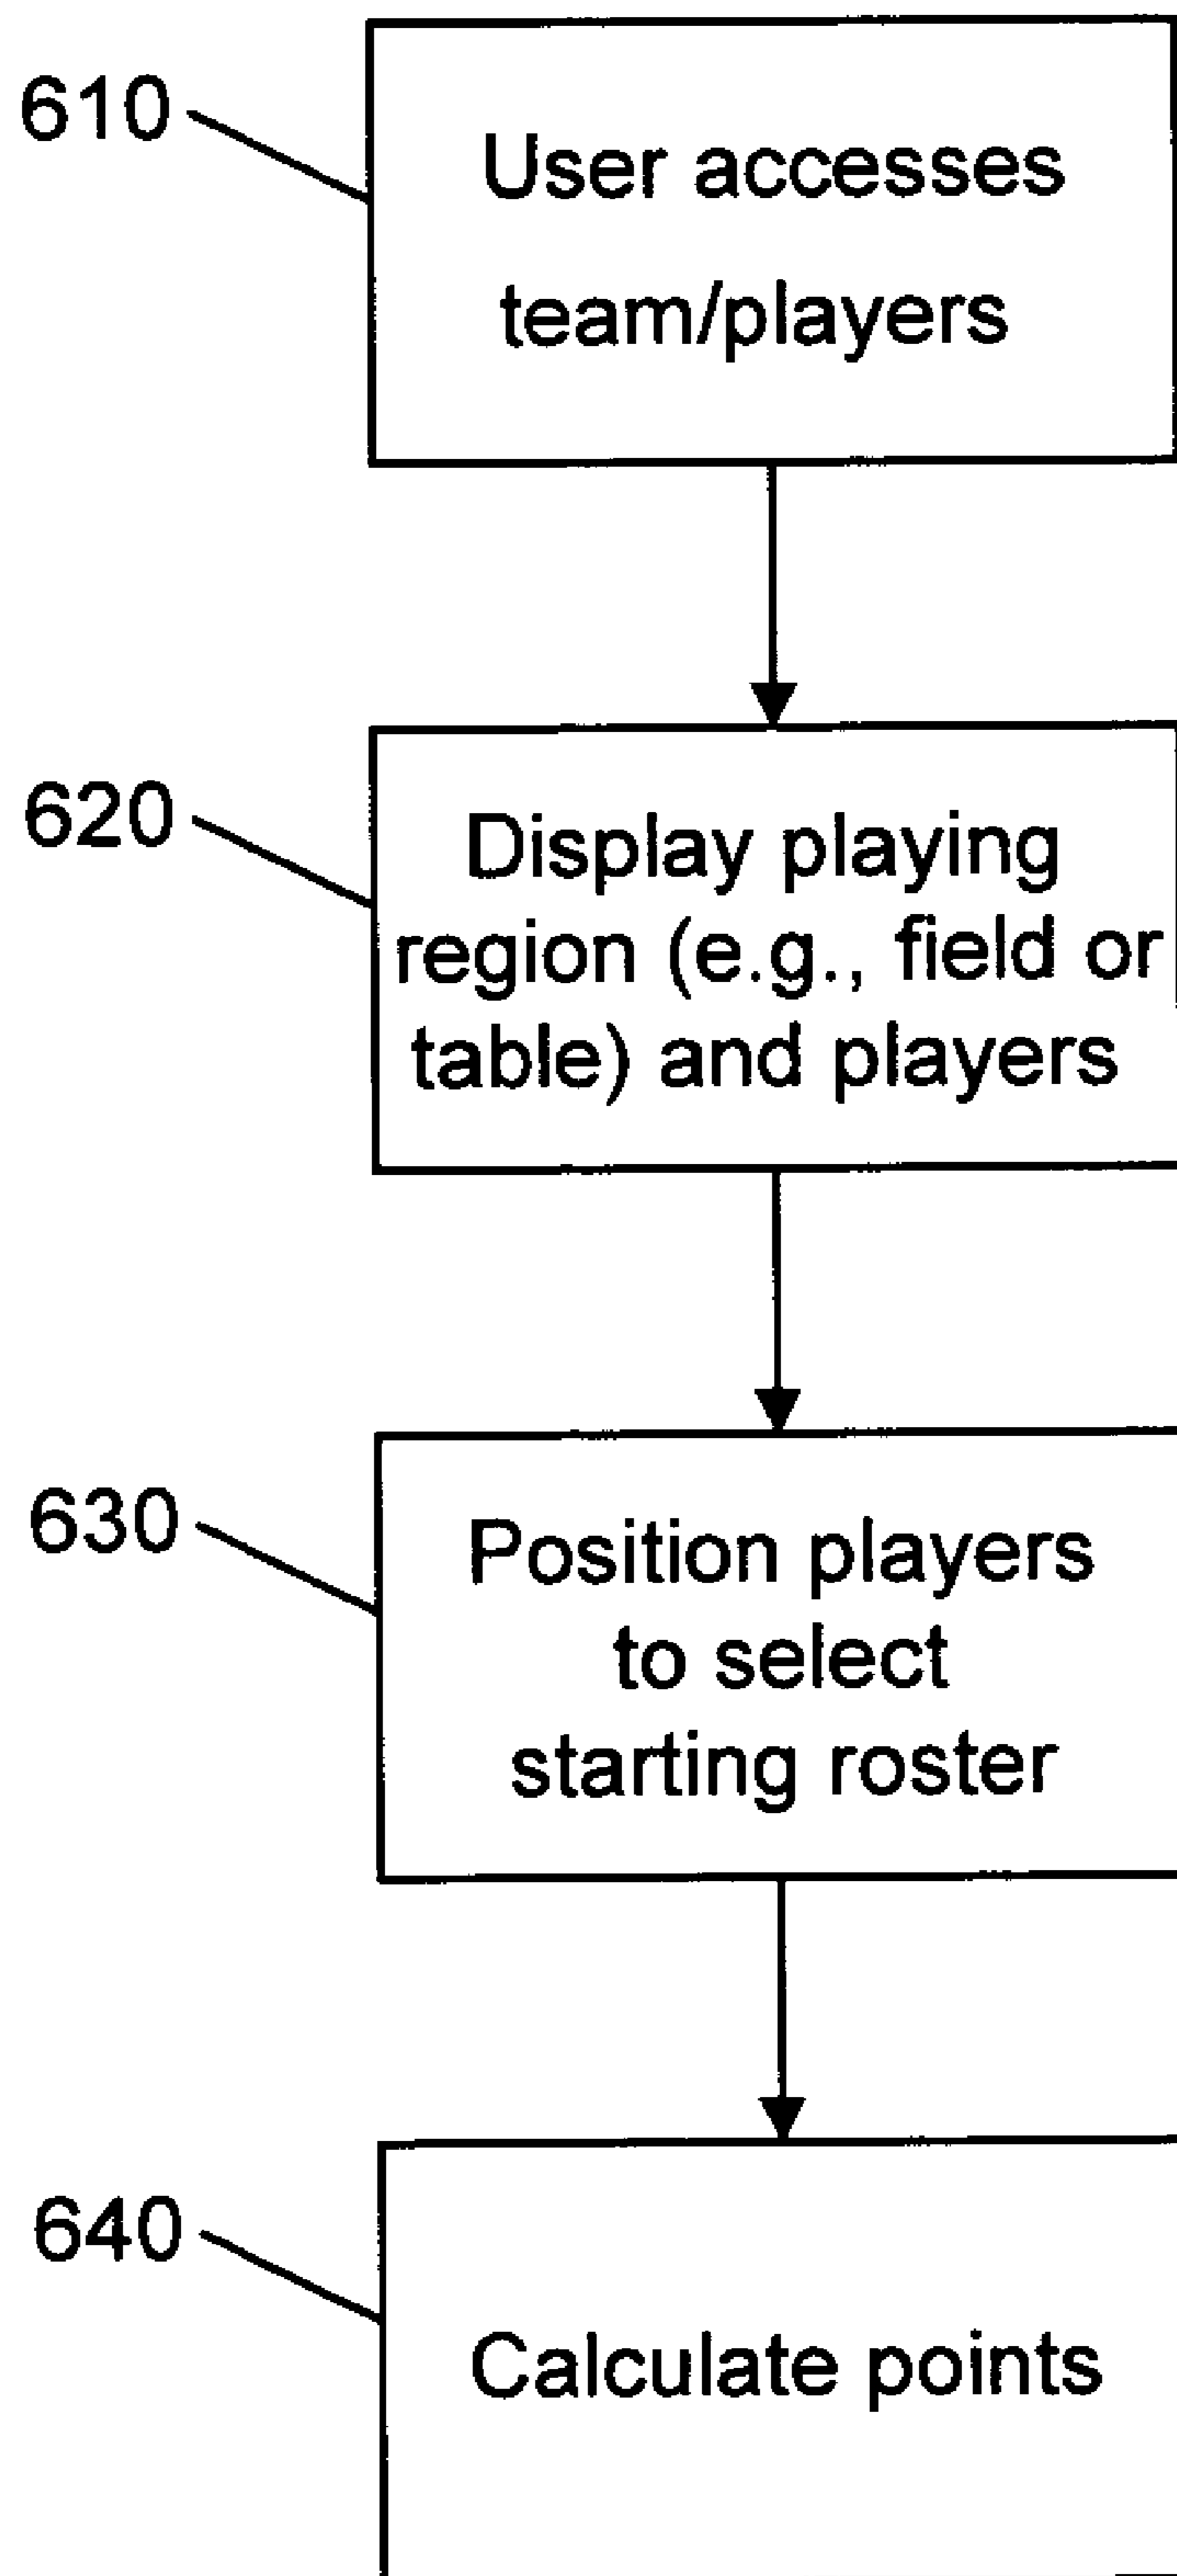 610
User accesses
team/players
620
Display playing
region (e.g., field or
table) and players
630
Position players
to select
starting roster
640
Calculate points